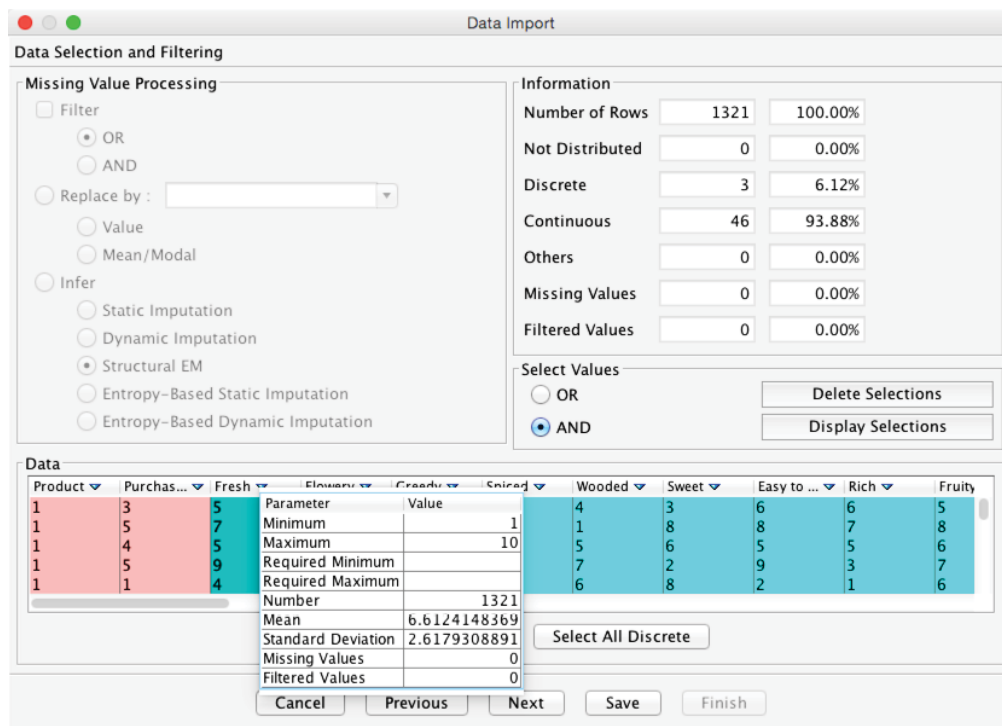 Data Import
Data Selection and Filtering
Missing Value Processing
Filter
OR
AND
Replace by :
Value
Mean/Modal
Infer
Static Imputation
Dynamic Imputation
Structural EM
Entropy-Based Static Imputation
Entropy-Based Dynamic Imputation
Information
Number of Rows 1321 100.00%
Not Distributed 0 0.00%
Discrete 3 6.12%
Continuous 46 93.88%
Others 0 0.00%
Missing Values 0 0.00%
Filtered Values 0 0.00%
Select Values
OR
AND
Delete Selections
Display Selections
Data
Product Purchas... Fresh Flowery Greedy Spiced Wooded Sweet Easy to ... Rich Fruity
1 3 5 4 3 6 6 5
1 5 7 1 8 8 7 8
1 4 5 5 6 5 5 6
1 5 9 7 2 9 3 7
1 1 4 6 8 2 1 6
Parameter Value
Minimum 1
Maximum 10
Required Minimum
Required Maximum
Number 1321
Mean 6.6124148369
Standard Deviation 2.6179308891
Missing Values 0
Filtered Values 0
Select All Discrete
Cancel Previous Next Save Finish